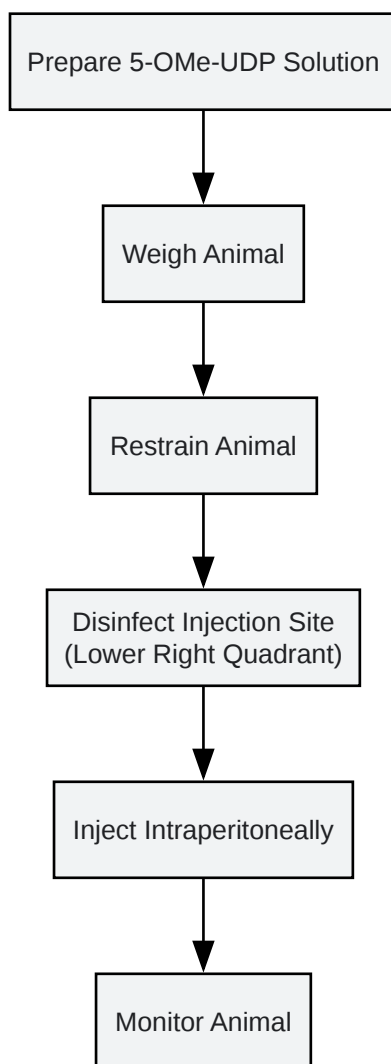 Prepare 5-OMe-UDP Solution
Weigh Animal
Restrain Animal
Disinfect Injection Site
(Lower Right Quadrant)
Inject Intraperitoneally
Monitor Animal